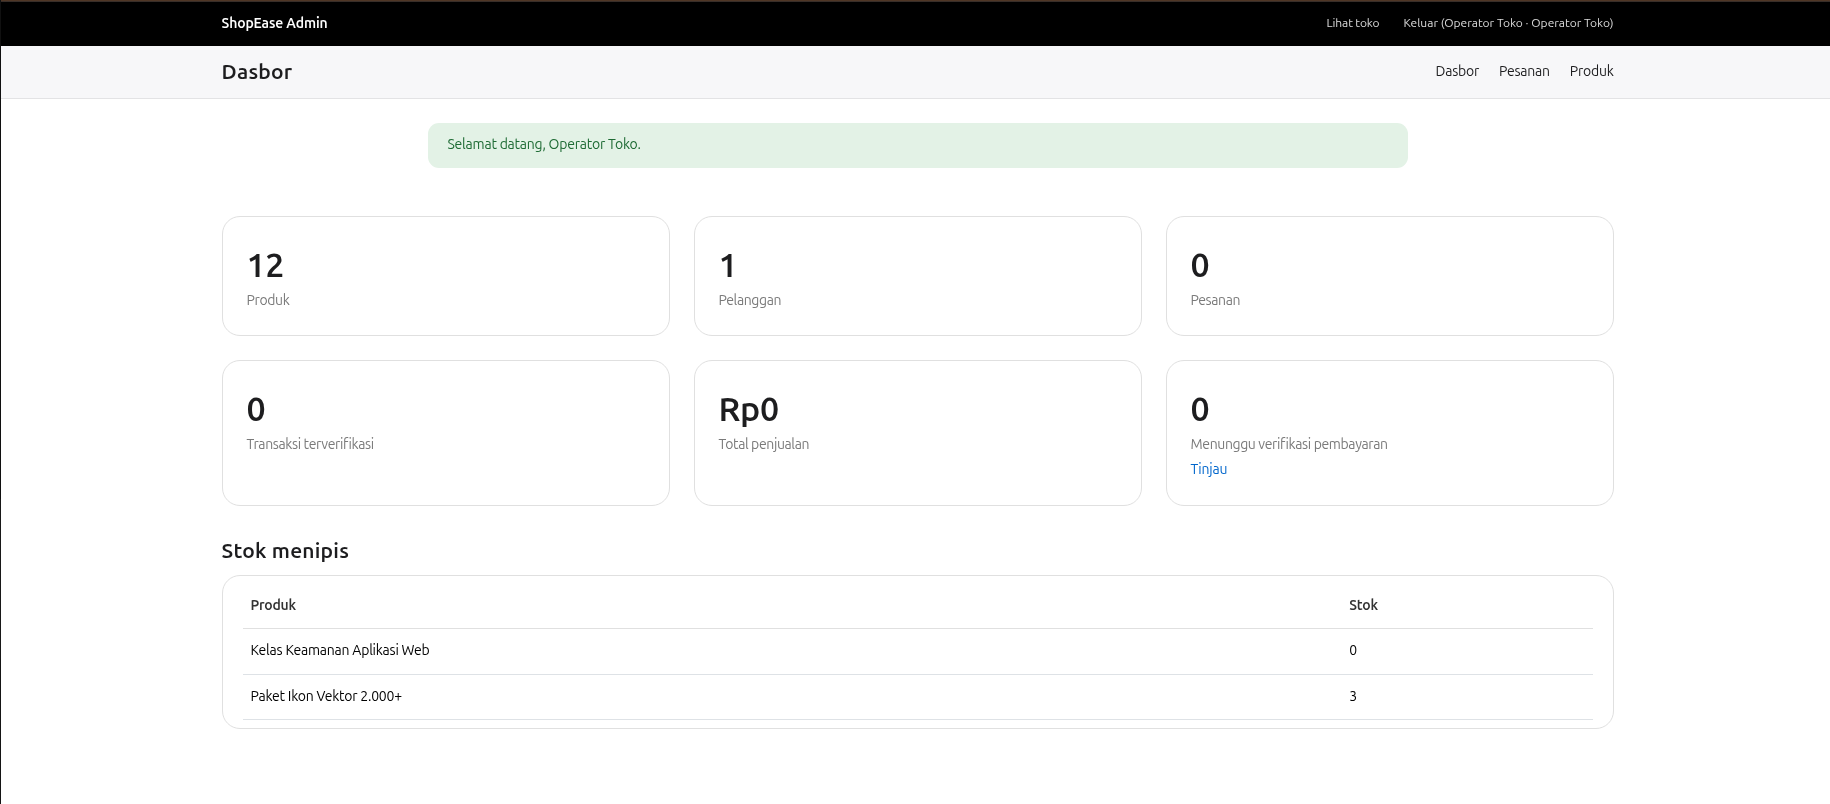 ShopEase Admin
Lihat toko Keluar (Operator Toko · Operator Toko)
Dasbor
Dasbor Pesanan Produk
Selamat datang, Operator Toko.
12
Produk
1
Pelanggan
0
Pesanan
0
Transaksi terverifikasi
Rp0
Total penjualan
0
Menunggu verifikasi pembayaran
Tinjau
Stok menipis
Produk Stok
Kelas Keamanan Aplikasi Web 0
Paket Ikon Vektor 2.000+ 3